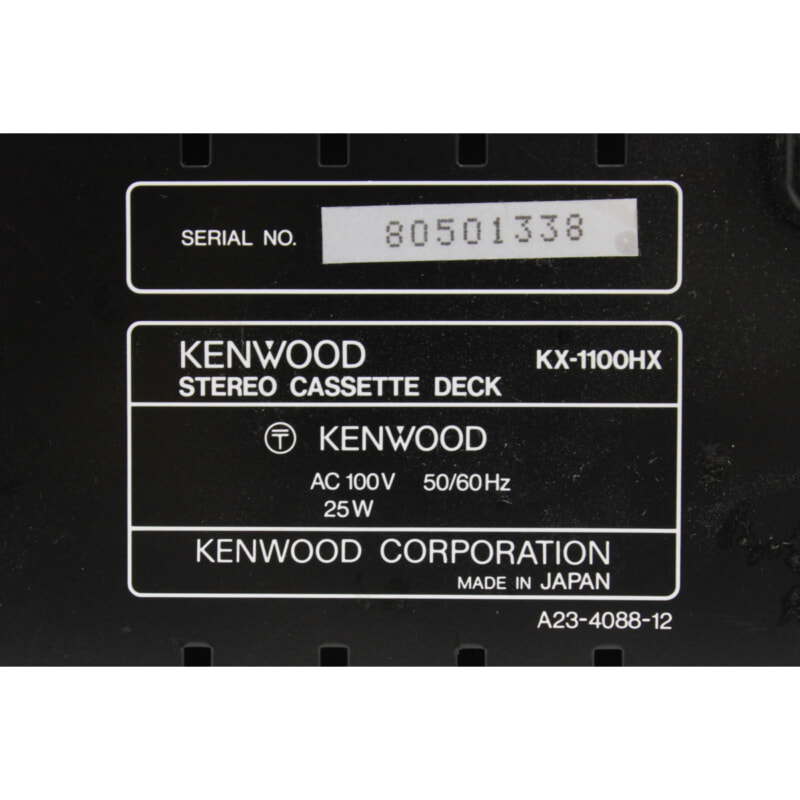 SERIAL NO. 80501338
KENWOOD KX-1100HX
STEREO CASSETTE DECK
〒 KENWOOD
AC 100V 50/60Hz
25W
KENWOOD CORPORATION
MADE IN JAPAN
A23-4088-12